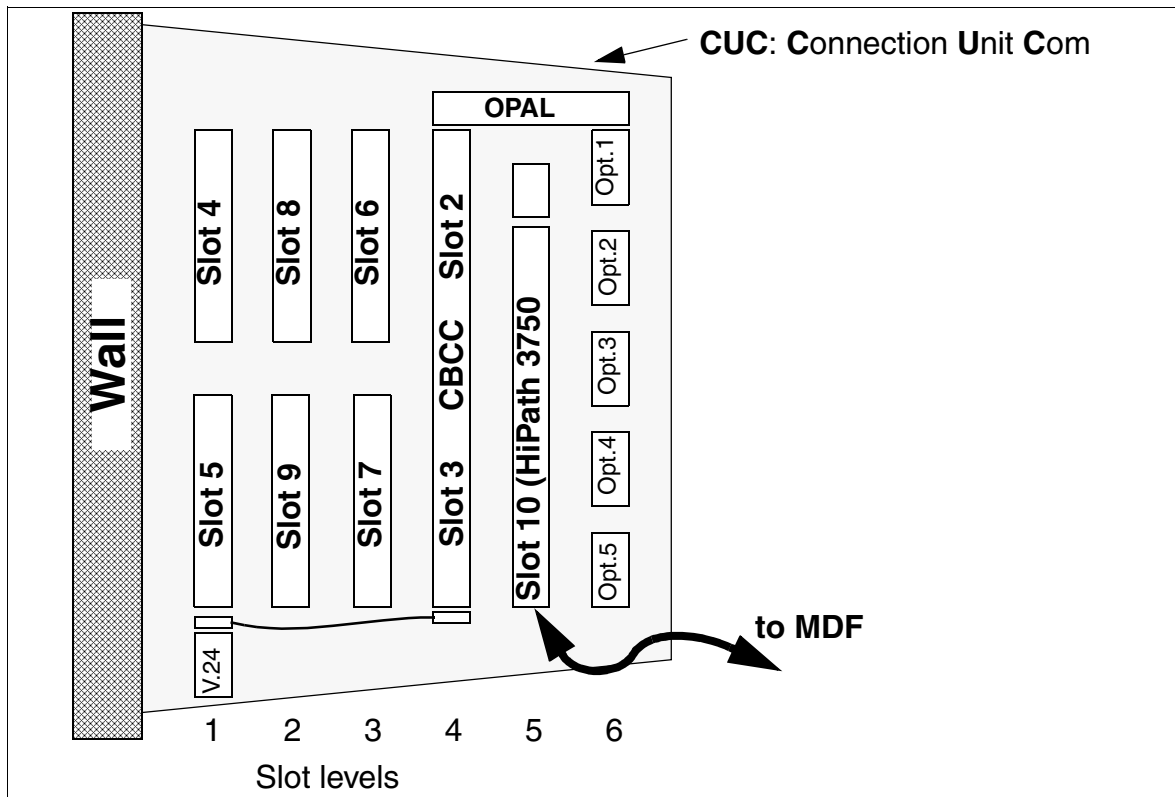 CUC: Connection Unit Com
OPAL
Wall
Slot 4
Slot 8
Slot 6
Slot 2
CBCC
Slot 3
Slot 5
Slot 9
Slot 7
Slot 10 (HiPath 3750
Opt.1
Opt.2
Opt.3
Opt.4
Opt.5
V.24
to MDF
1 2 3 4 5 6
Slot levels